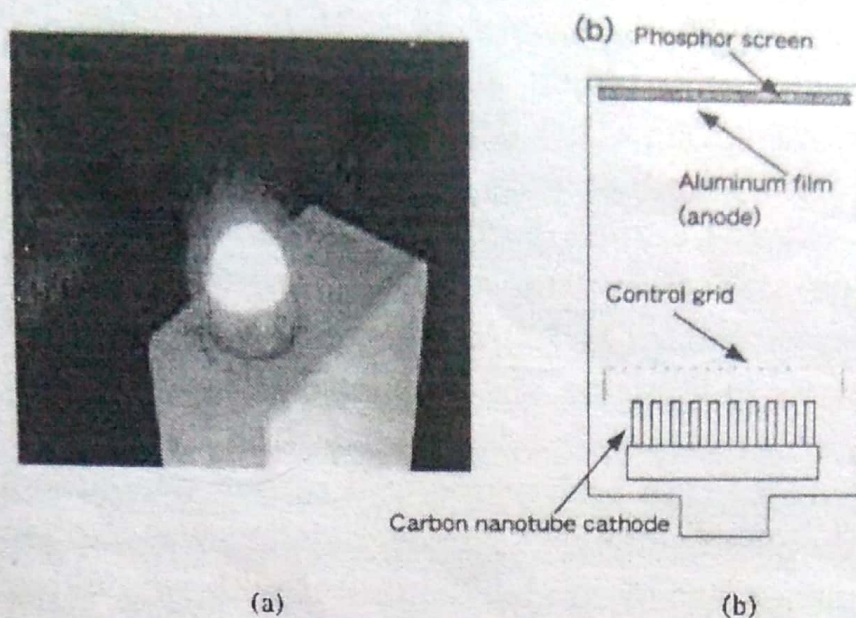 (b) Phosphor screen
Aluminum film
(anode)
Control grid
Carbon nanotube cathode
(a)
(b)